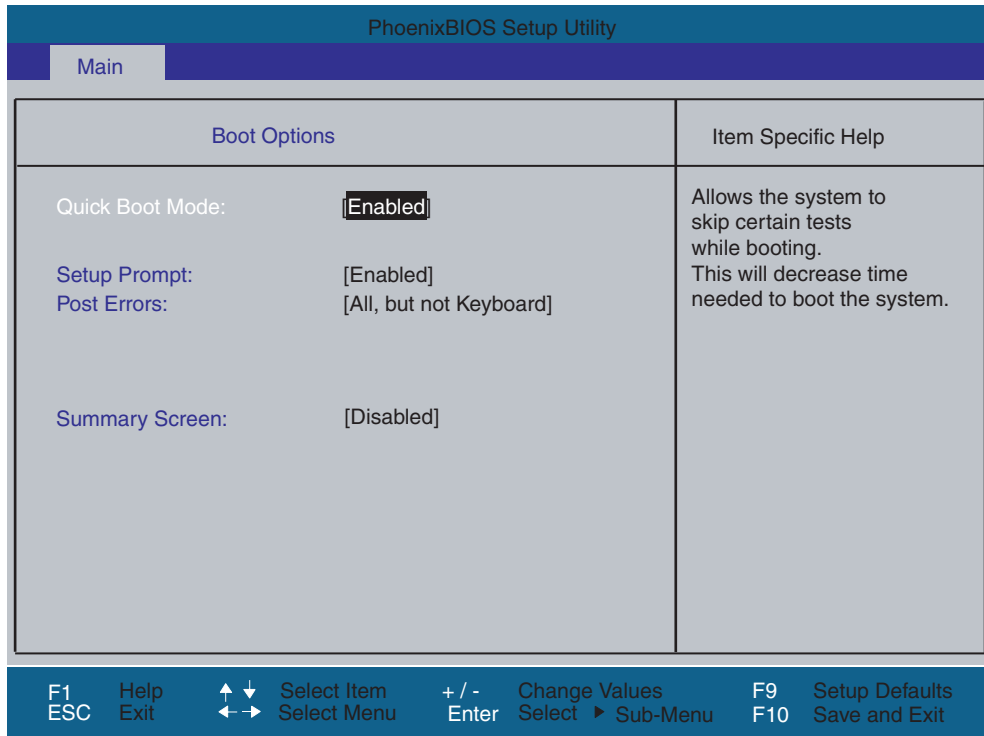 PhoenixBIOS Setup Utility
Main
Boot Options
Item Specific Help
Quick Boot Mode: [Enabled]
Setup Prompt: [Enabled]
Post Errors: [All, but not Keyboard]
Summary Screen: [Disabled]
Allows the system to
skip certain tests
while booting.
This will decrease time
needed to boot the system.
F1 Help Select Item + / - Change Values F9 Setup Defaults
ESC Exit Select Menu Enter Select Sub-Menu F10 Save and Exit